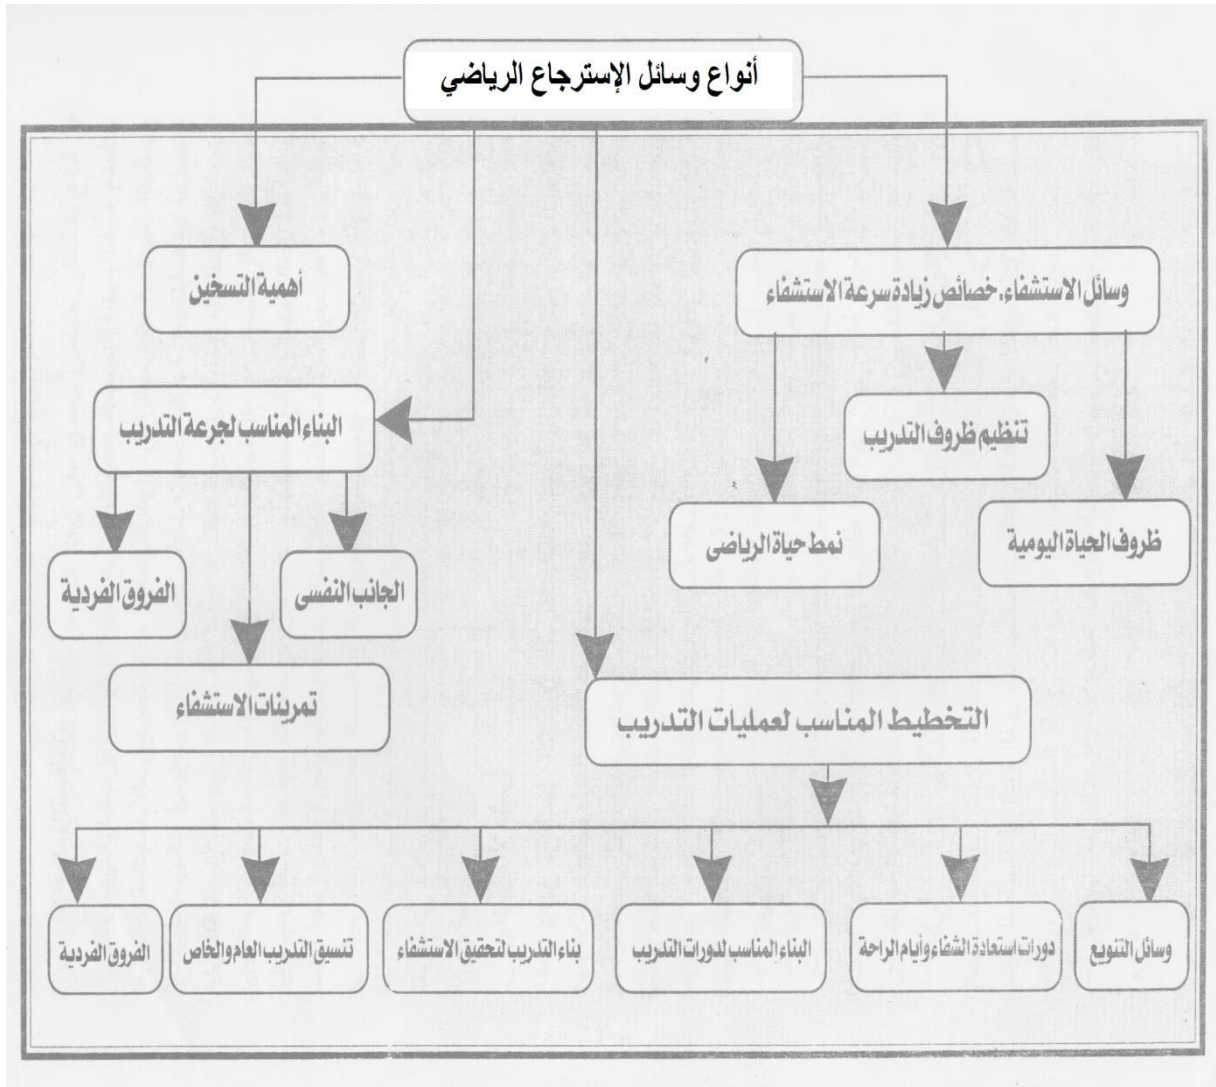 أنواع وسائل الإسترجاع الرياضي
وسائل الاستشفاء، خصائص زيادة سرعة الاستشفاء
أهمية التسخين
تنظيم ظروف التدريب
البناء المناسب لجرعة التدريب
ظروف الحياة اليومية
نمط حياة الرياضى
الجانب النفسى
الفروق الفردية
تمرينات الاستشفاء
التخطيط المناسب لعمليات التدريب
وسائل التنويع
دورات استعادة الشفاء وأيام الراحة
البناء المناسب لدورات التدريب
بناء التدريب لتحقيق الاستشفاء
تنسيق التدريب العام والخاص
الفروق الفردية